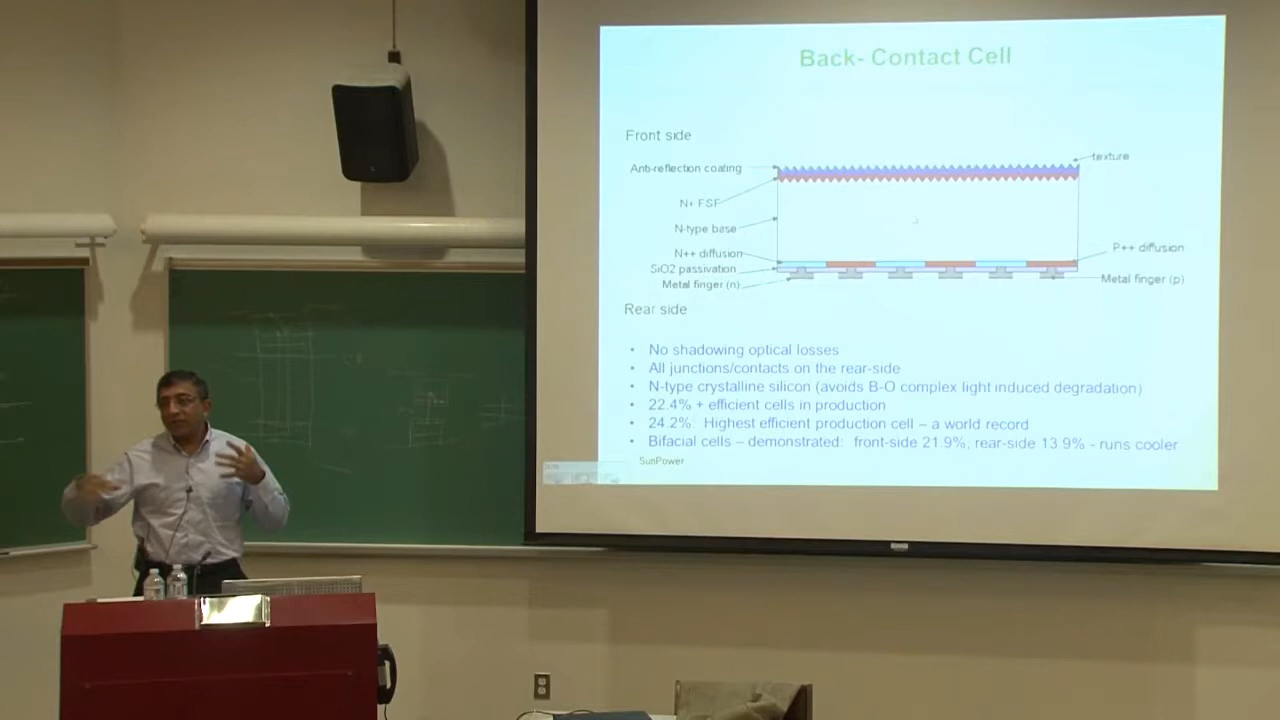 Back- Contact Cell
Front side
texture
Anti-reflection coating
N+ FSF
N-type base
N++ diffusion
P++ diffusion
SiO2 passivation
Metal finger (n)
Metal finger (p)
Rear side
• No shadowing optical losses
• All junctions/contacts on the rear-side
• N-type crystalline silicon (avoids B-O complex light induced degradation)
• 22.4% + efficient cells in production
• 24.2% Highest efficient production cell – a world record
• Bifacial cells – demonstrated: front-side 21.9%, rear-side 13.9% - runs cooler
SunPower